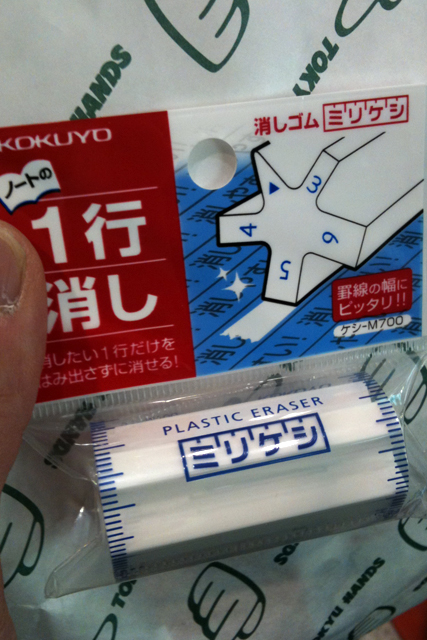 HANDS
TOKY
KOKUYO
消しゴム ミリケシ
ノートの
1行
消し
消したい1行だけを
はみ出さずに消せる!
3
4
5
6
罫線の幅に
ピッタリ!!
ケシ-M700
PLASTIC ERASER
ミリケシ
TOKYU HANDS